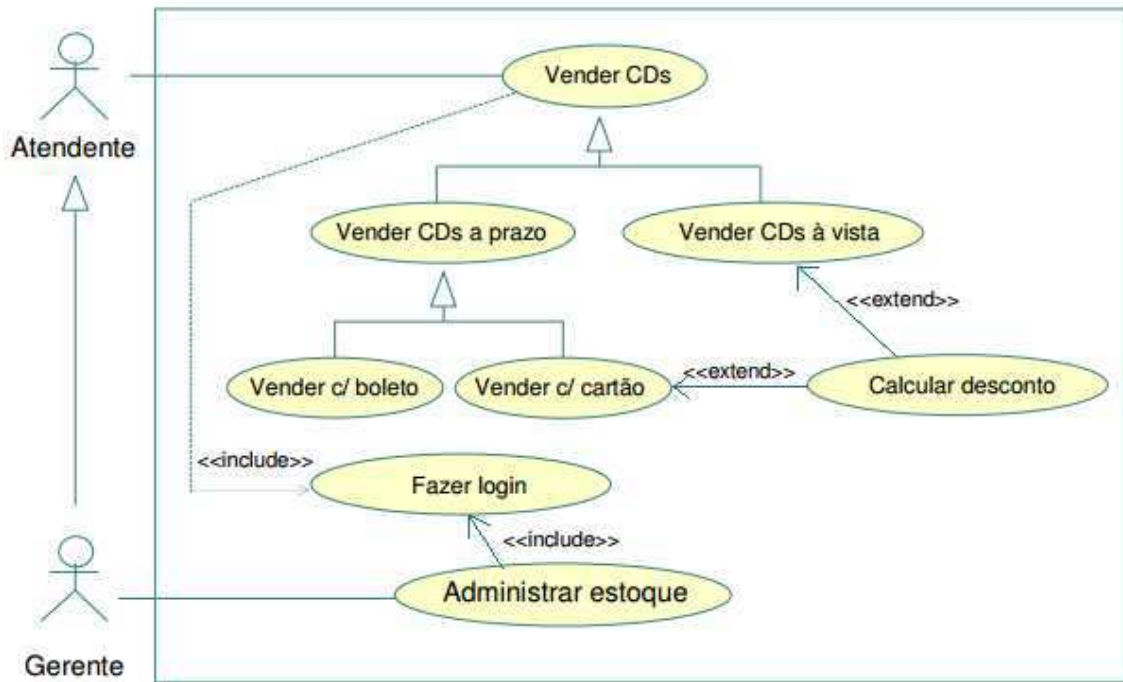 Vender CDs
Atendente
Vender CDs a prazo
Vender CDs à vista
<<extend>>
Vender c/ boleto
Vender c/ cartão
<<extend>>
Calcular desconto
<<include>>
Fazer login
<<include>>
Administrar estoque
Gerente